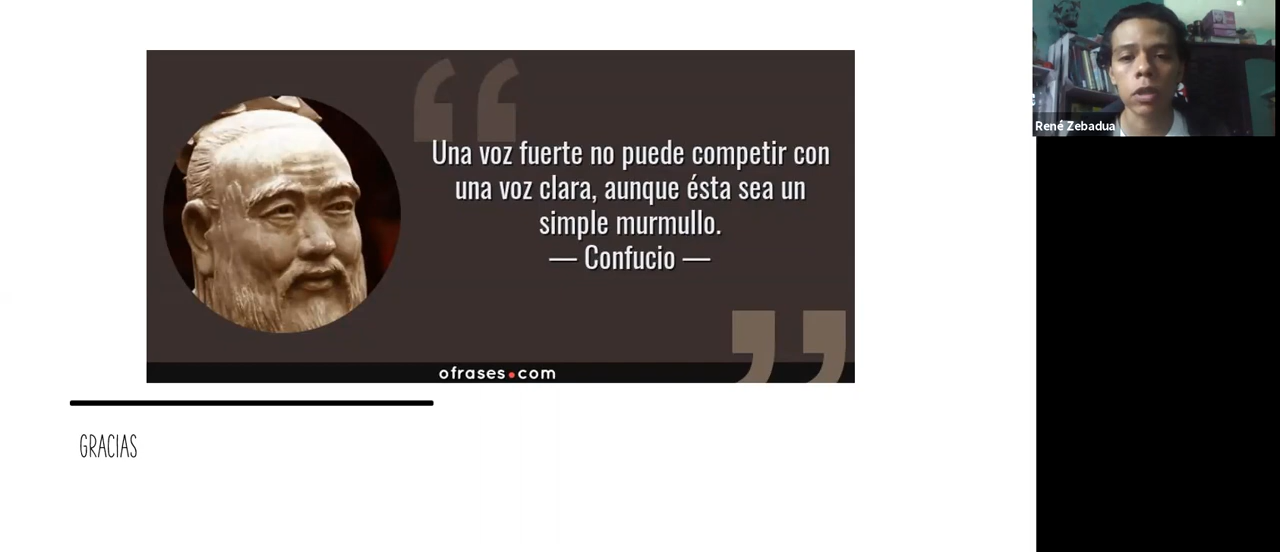 Una voz fuerte no puede competir con
una voz clara, aunque ésta sea un
simple murmullo.
— Confucio —
ofrases.com
GRACIAS
René Zebadua